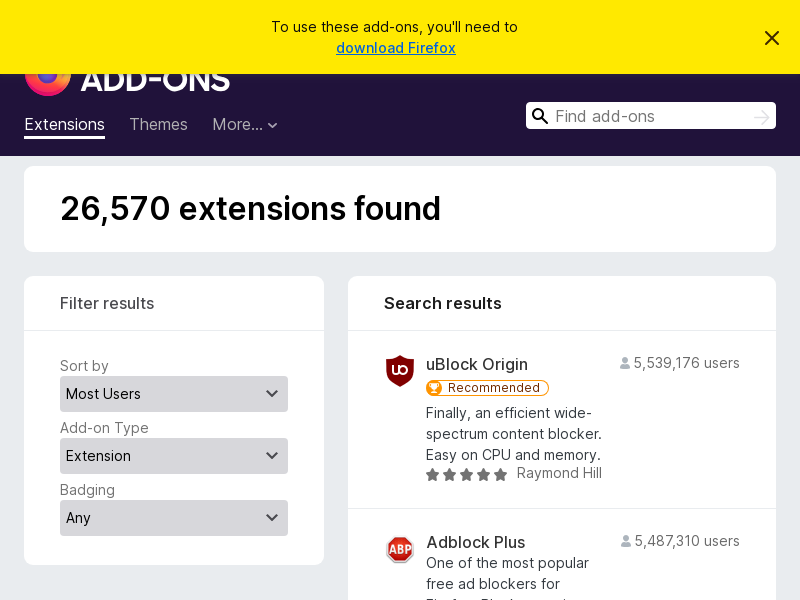 To use these add-ons, you'll need to
download Firefox
ADD-ONS
Extensions
Themes
More...
Find add-ons
26,570 extensions found
Filter results
Sort by
Most Users
Add-on Type
Extension
Badging
Any
Search results
uBlock Origin
5,539,176 users
Recommended
Finally, an efficient wide-
spectrum content blocker.
Easy on CPU and memory.
Raymond Hill
ABP
Adblock Plus
5,487,310 users
One of the most popular
free ad blockers for